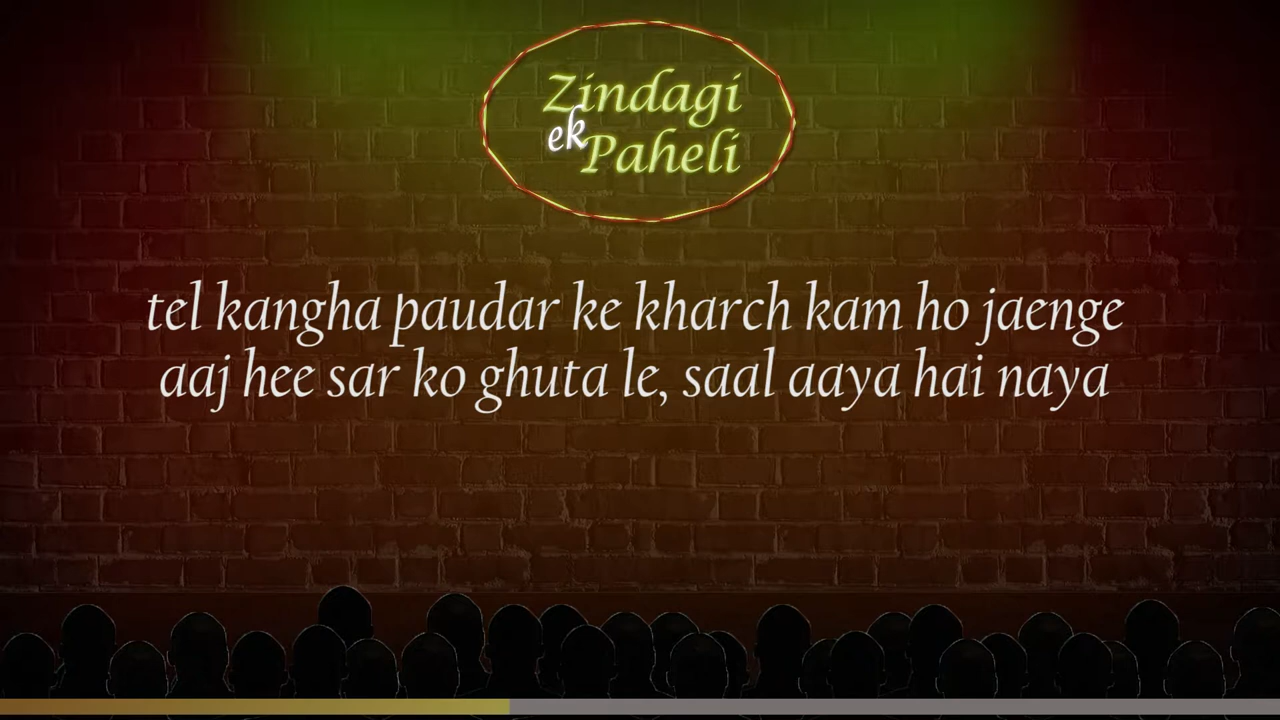 Zindagi
ek
Paheli
tel kangha paudar ke kharch kam ho jaenge
aaj hee sar ko ghuta le, saal aaya hai naya